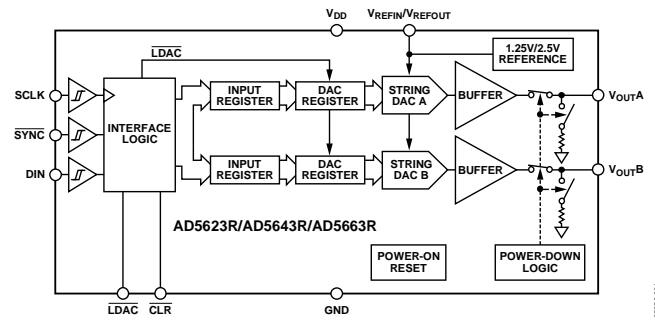 VDD
VREFIN/VREFOUT
LDAC
1.25V/2.5V
REFERENCE
SCLK
SYNC
DIN
INTERFACE
LOGIC
INPUT
REGISTER
DAC
REGISTER
STRING
DAC A
BUFFER
VOUTA
INPUT
REGISTER
DAC
REGISTER
STRING
DAC B
BUFFER
VOUTB
AD5623R/AD5643R/AD5663R
POWER-ON
RESET
POWER-DOWN
LOGIC
LDAC
CLR
GND